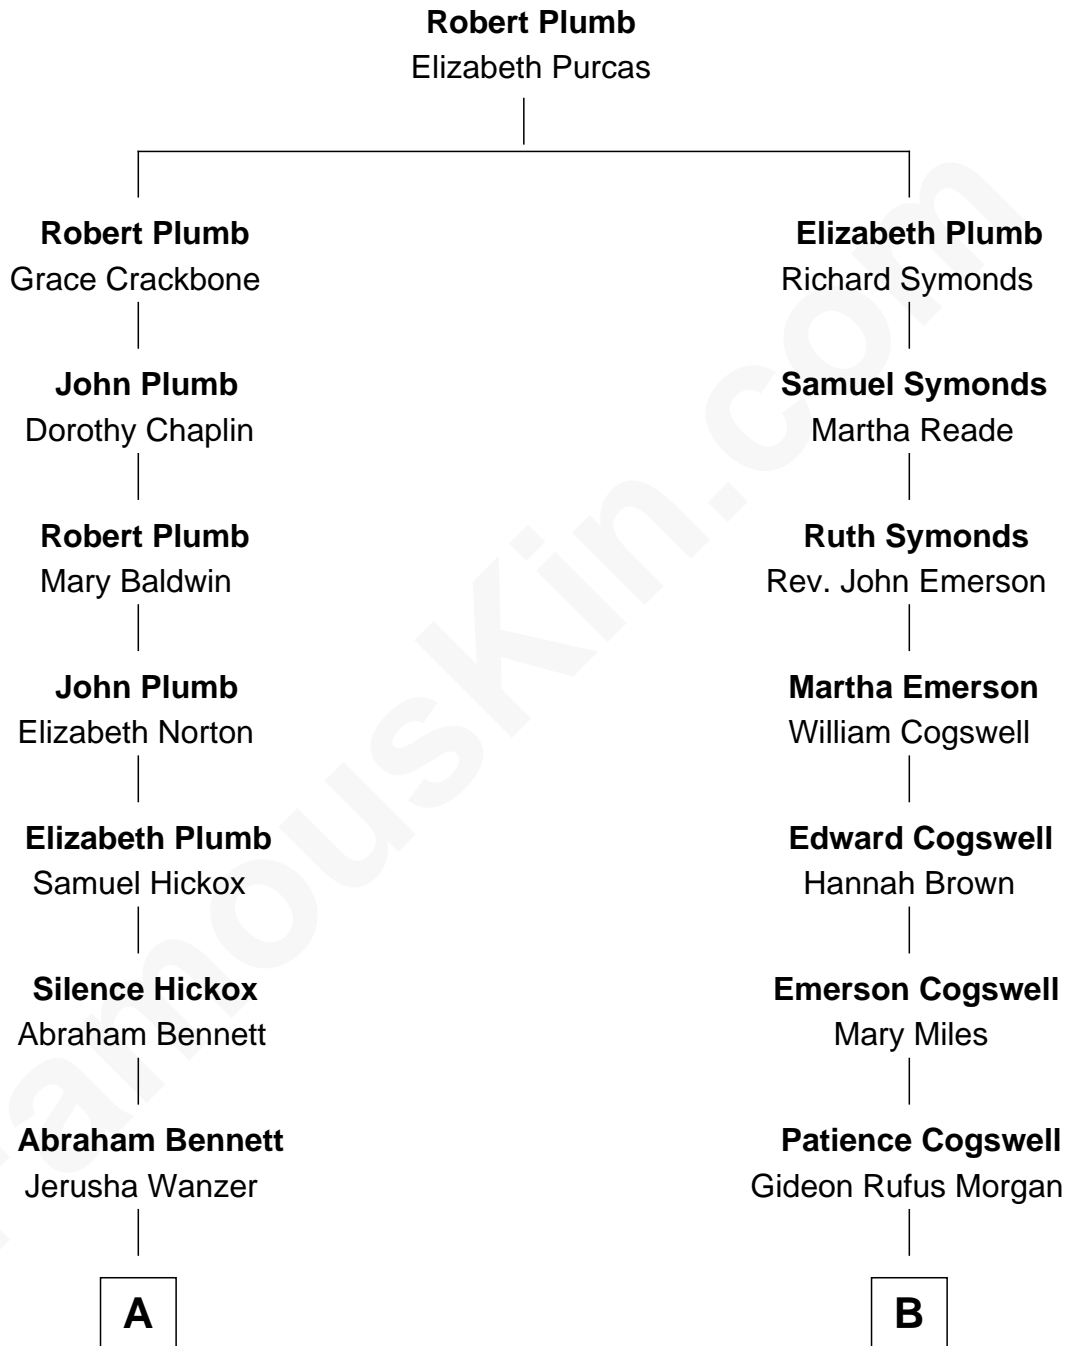 Robert Plumb
Elizabeth Purcas
Robert Plumb
Grace Crackbone
John Plumb
Dorothy Chaplin
Robert Plumb
Mary Baldwin
John Plumb
Elizabeth Norton
Elizabeth Plumb
Samuel Hickox
Silence Hickox
Abraham Bennett
Abraham Bennett
Jerusha Wanzer
A
Elizabeth Plumb
Richard Symonds
Samuel Symonds
Martha Reade
Ruth Symonds
Rev. John Emerson
Martha Emerson
William Cogswell
Edward Cogswell
Hannah Brown
Emerson Cogswell
Mary Miles
Patience Cogswell
Gideon Rufus Morgan
B
FamousKin.com